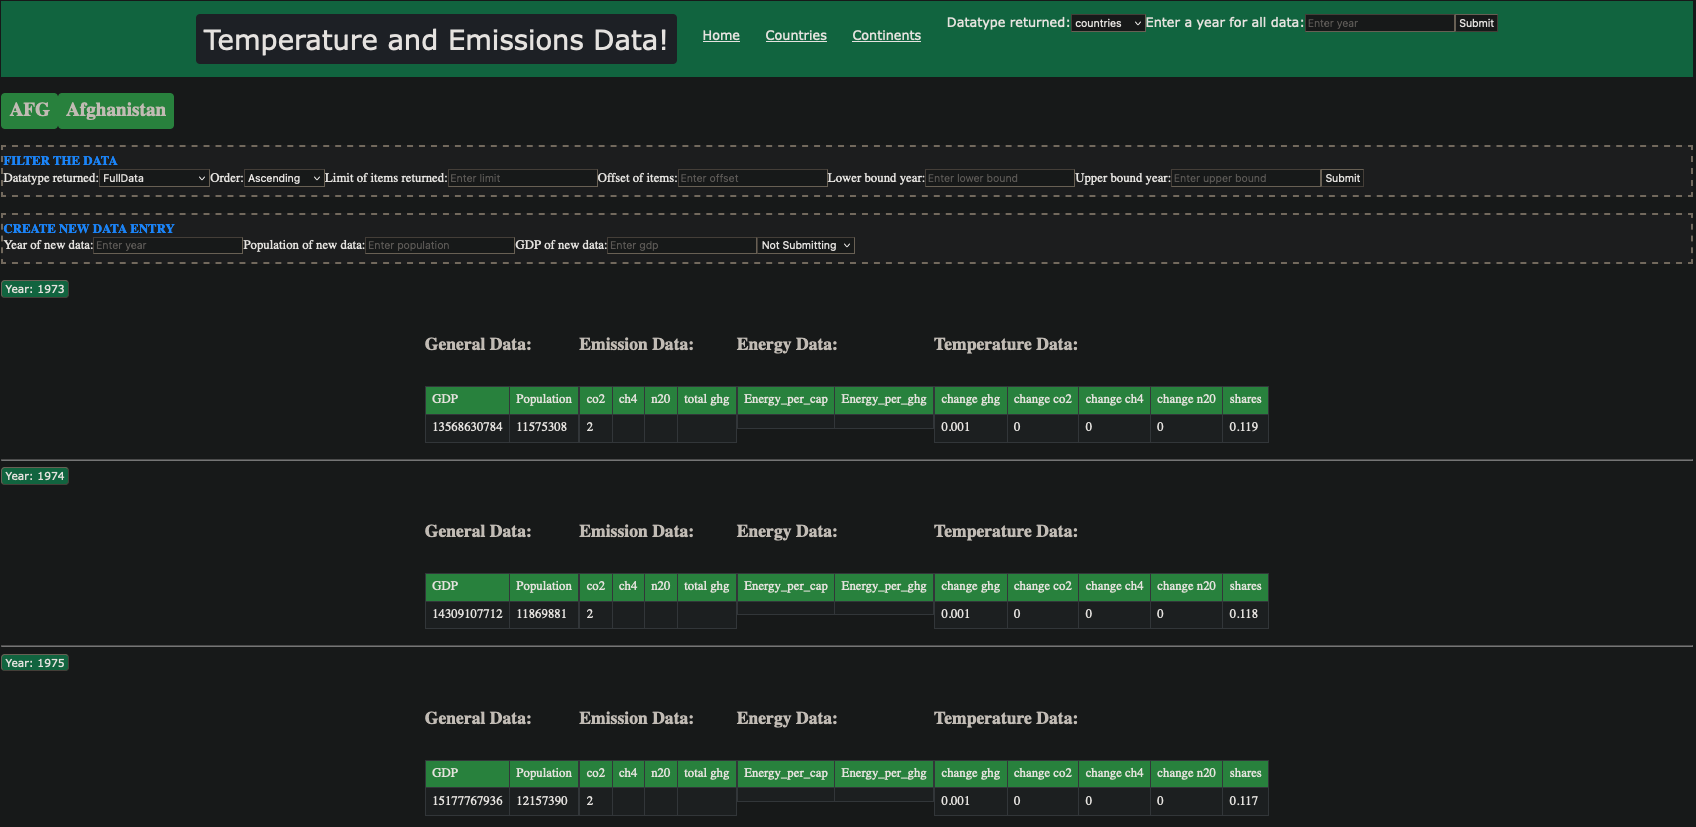 Temperature and Emissions Data! Home Countries Continents Datatype returned: countries Enter a year for all data: Enter year Submit
AFG Afghanistan
FILTER THE DATA
Datatype returned: FullData Order: Ascending Limit of items returned: Enter limit Offset of items: Enter offset Lower bound year: Enter lower bound Upper bound year: Enter upper bound Submit
CREATE NEW DATA ENTRY
Year of new data: Enter year Population of new data: Enter population GDP of new data: Enter gdp Not Submitting
Year: 1973
General Data: Emission Data: Energy Data: Temperature Data:
GDP Population co2 ch4 n20 total ghg Energy_per_cap Energy_per_ghg change ghg change co2 change ch4 change n20 shares
13568630784 11575308 2 0.001 0 0 0 0.119
Year: 1974
General Data: Emission Data: Energy Data: Temperature Data:
GDP Population co2 ch4 n20 total ghg Energy_per_cap Energy_per_ghg change ghg change co2 change ch4 change n20 shares
14309107712 11869881 2 0.001 0 0 0 0.118
Year: 1975
General Data: Emission Data: Energy Data: Temperature Data:
GDP Population co2 ch4 n20 total ghg Energy_per_cap Energy_per_ghg change ghg change co2 change ch4 change n20 shares
15177767936 12157390 2 0.001 0 0 0 0.117